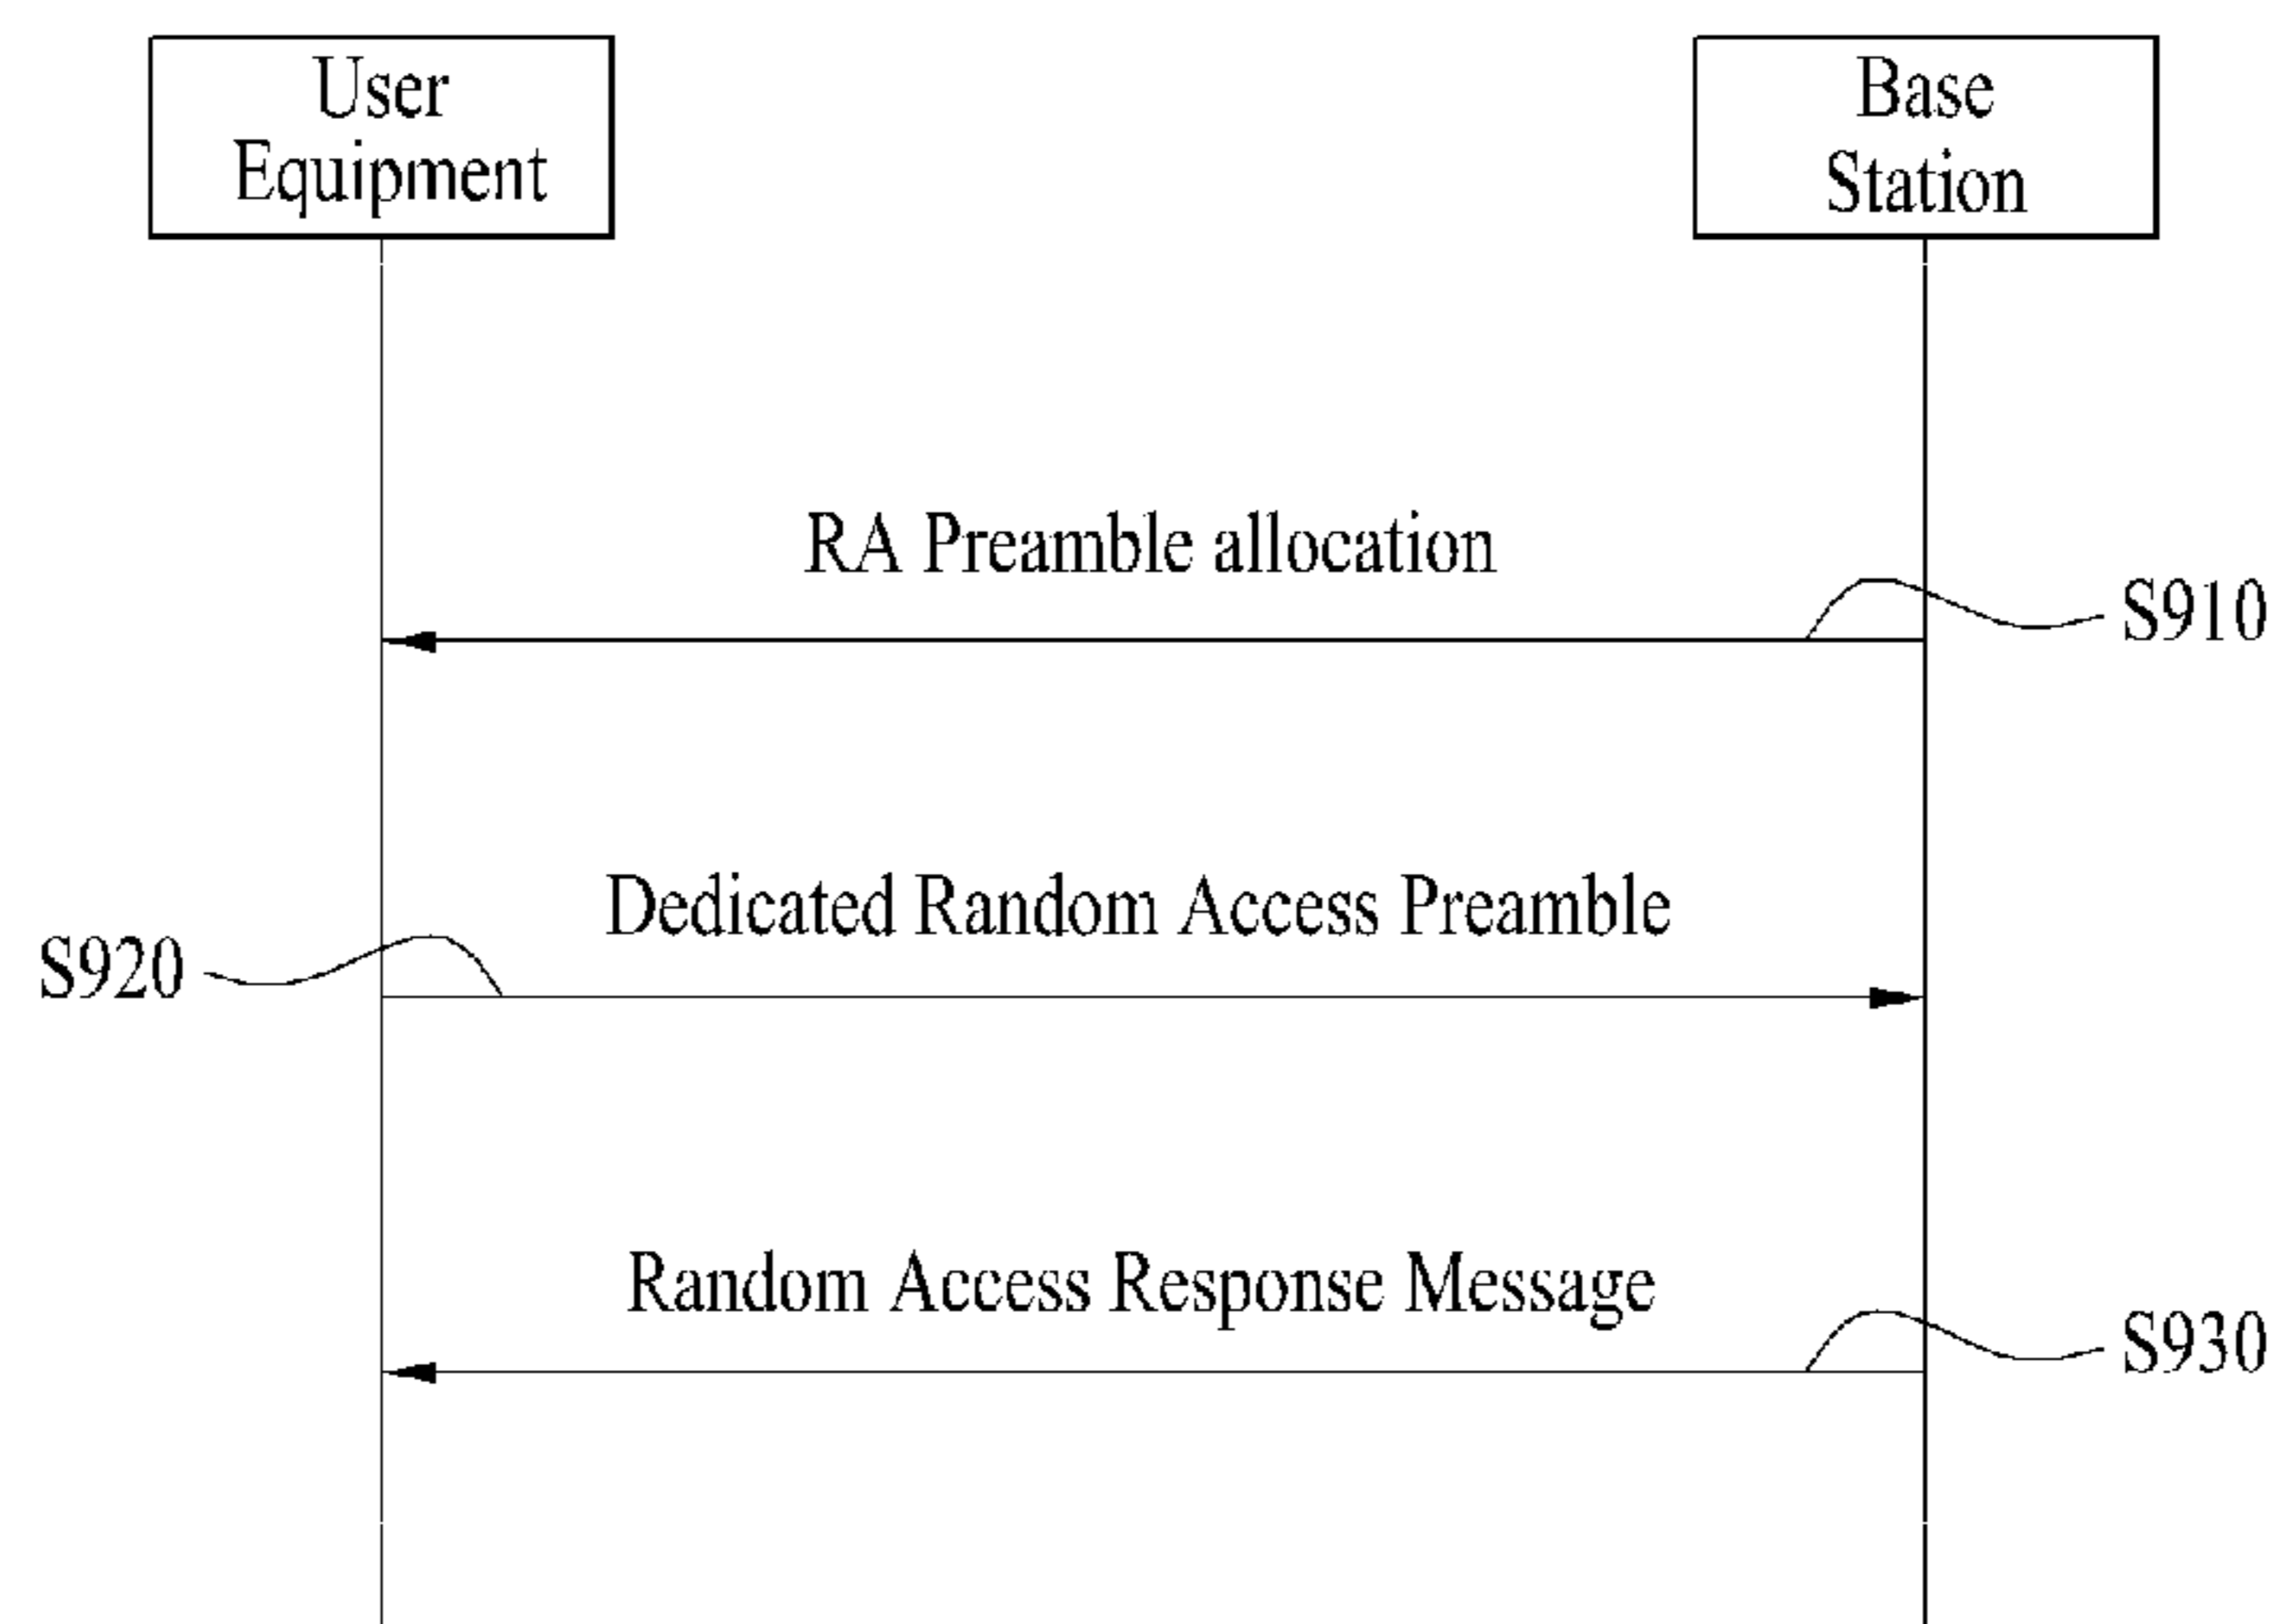 User
Equipment
Base
Station
RA Preamble allocation
S910
Dedicated Random Access Preamble
S920
Random Access Response Message
S930